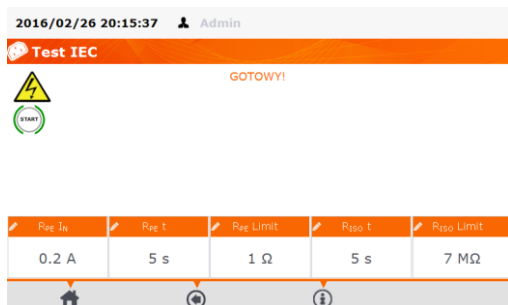 2016/02/26 20:15:37 Admin
Test IEC
GOTOWY!
START
RPE IN RPE t RPE Limit RISO t RISO Limit
0.2 A 5 s 1 Ω 5 s 7 MΩ